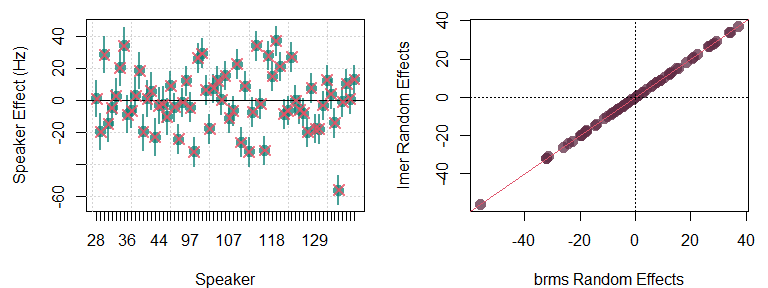 Speaker Effect (Hz)
40
20
0
-20
-60
28 36 44 97 107 118 129
Speaker
lmer Random Effects
40
20
0
-20
-40
-40 -20 0 20 40
brms Random Effects